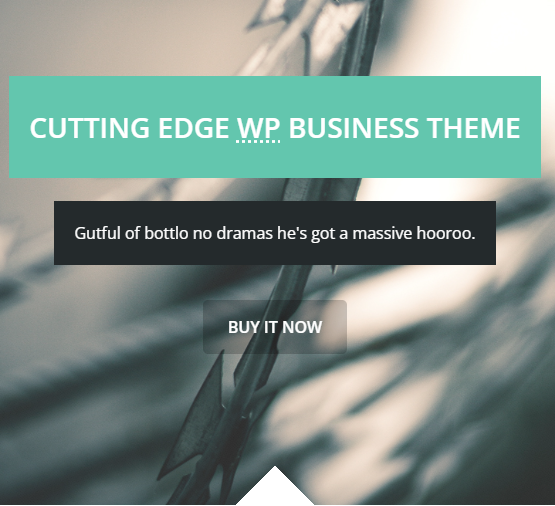 CUTTING EDGE WP BUSINESS THEME
Gutful of bottlo no dramas he's got a massive hooroo.
BUY IT NOW